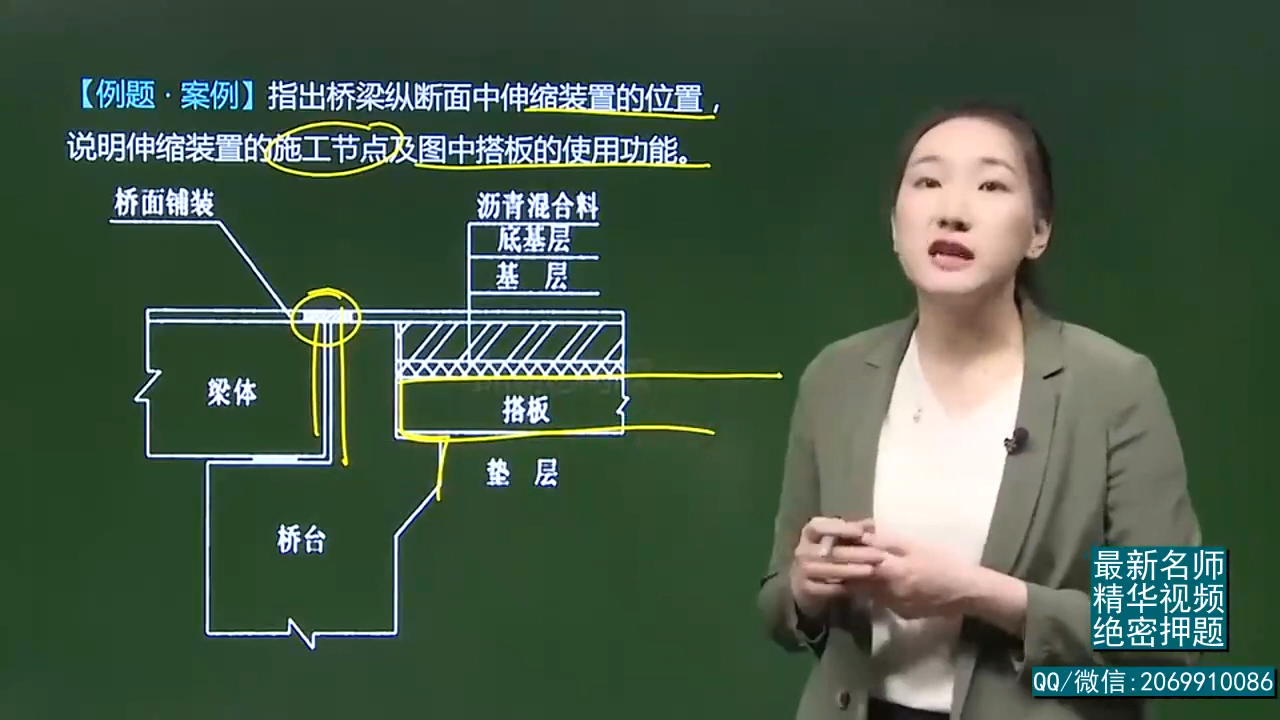 【例题·案例】指出桥梁纵断面中伸缩装置的位置，
说明伸缩装置的施工节点及图中搭板的使用功能。
桥面铺装
沥青混合料
底基层
基 层
梁体
搭板
垫 层
桥台
最新名师
精华视频
绝密押题
QQ/微信:2069910086